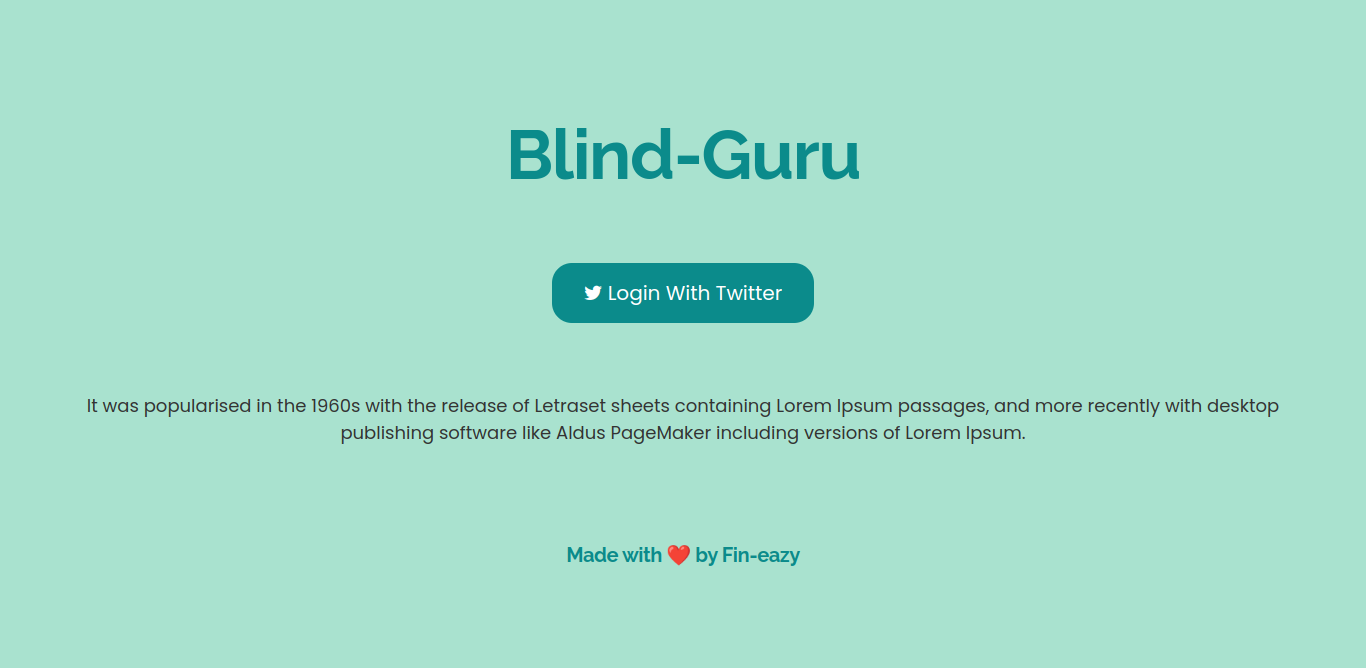 Blind-Guru
Login With Twitter
It was popularised in the 1960s with the release of Letraset sheets containing Lorem Ipsum passages, and more recently with desktop
publishing software like Aldus PageMaker including versions of Lorem Ipsum.
Made with ❤️ by Fin-eazy